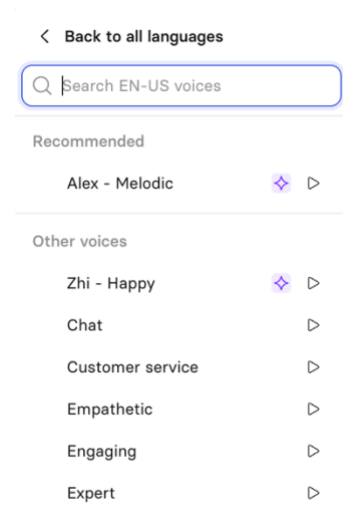 Back to all languages
Search EN-US voices
Recommended
Alex - Melodic
Other voices
Zhi - Happy
Chat
Customer service
Empathetic
Engaging
Expert